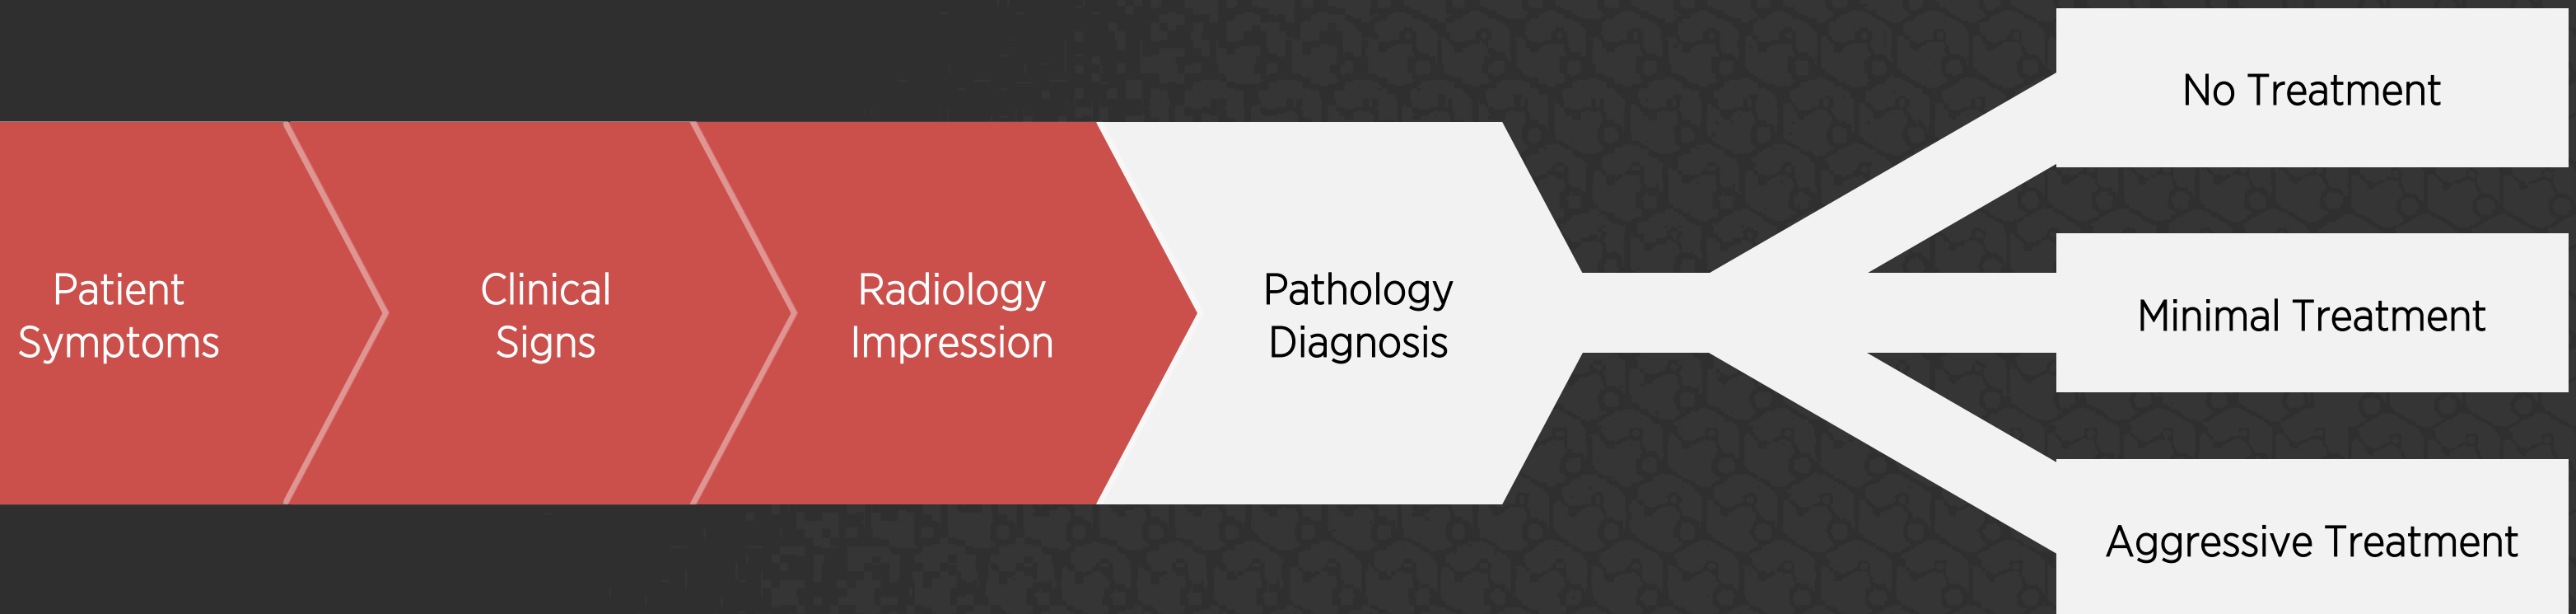 Patient
Symptoms
Clinical
Signs
Radiology
Impression
Pathology
Diagnosis
No Treatment
Minimal Treatment
Aggressive Treatment